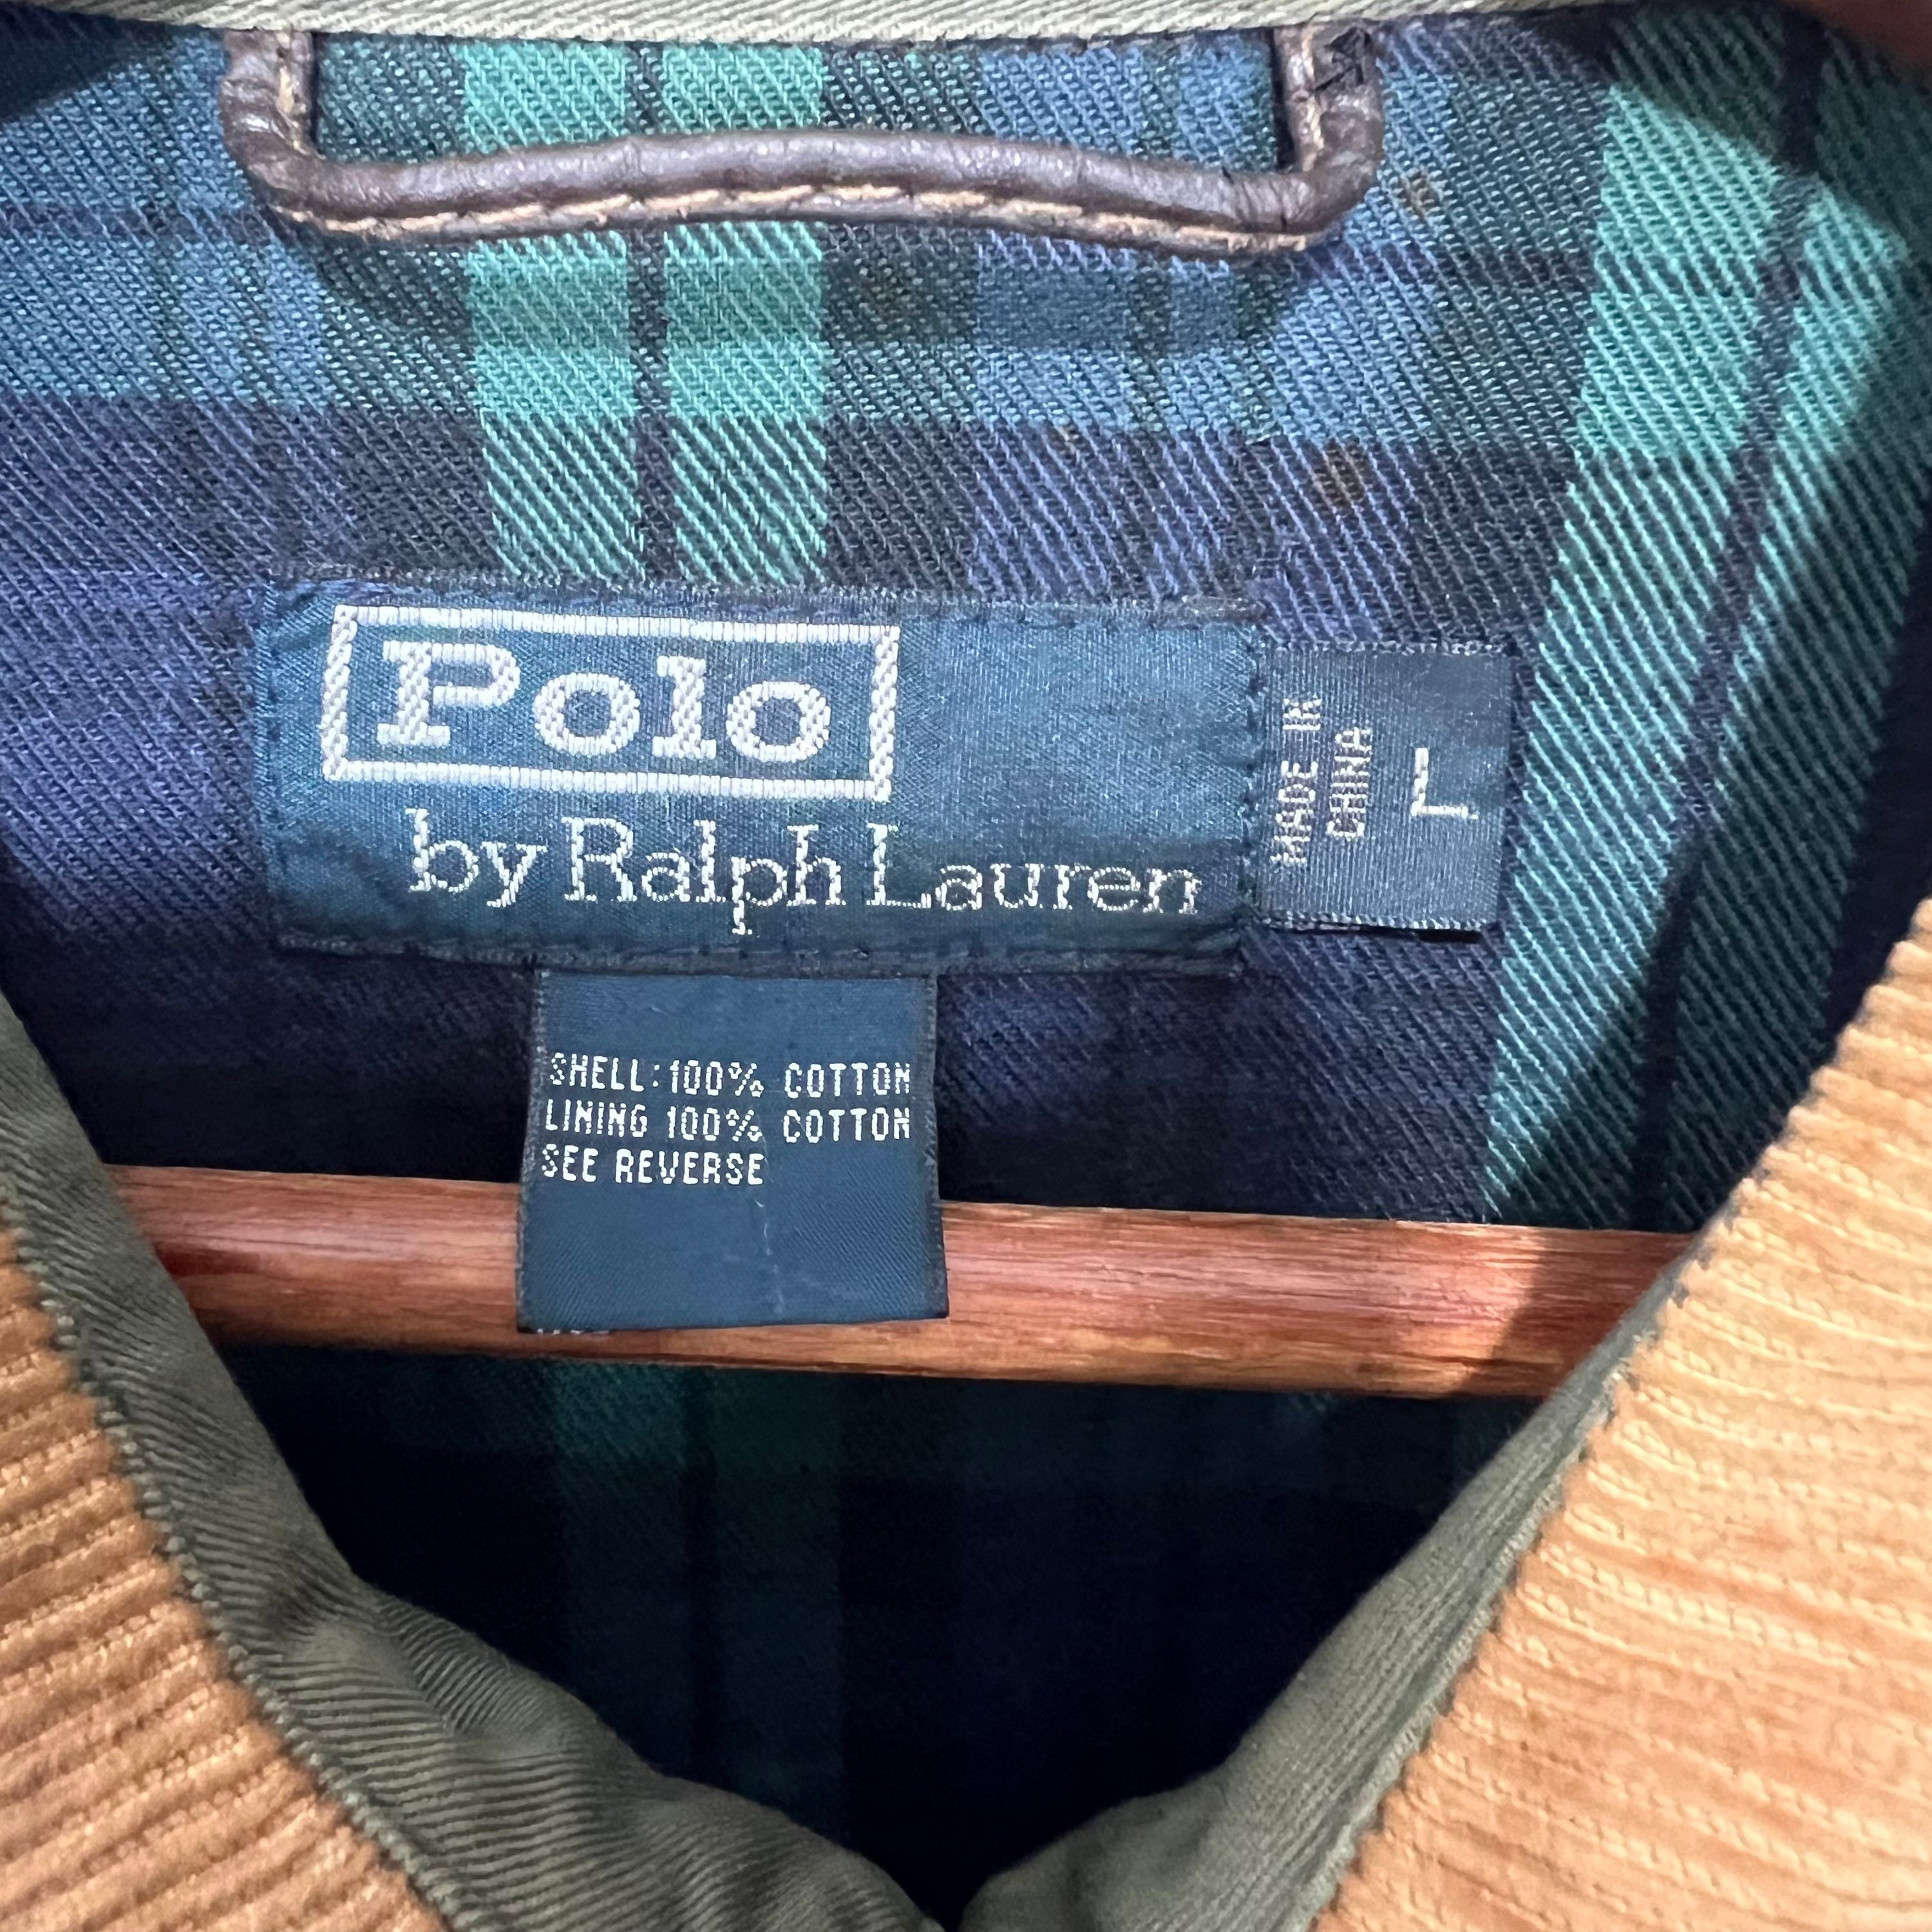 Polo
by Ralph Lauren
MADE IN
CHINA
L
SHELL:100% COTTON
LINING 100% COTTON
SEE REVERSE